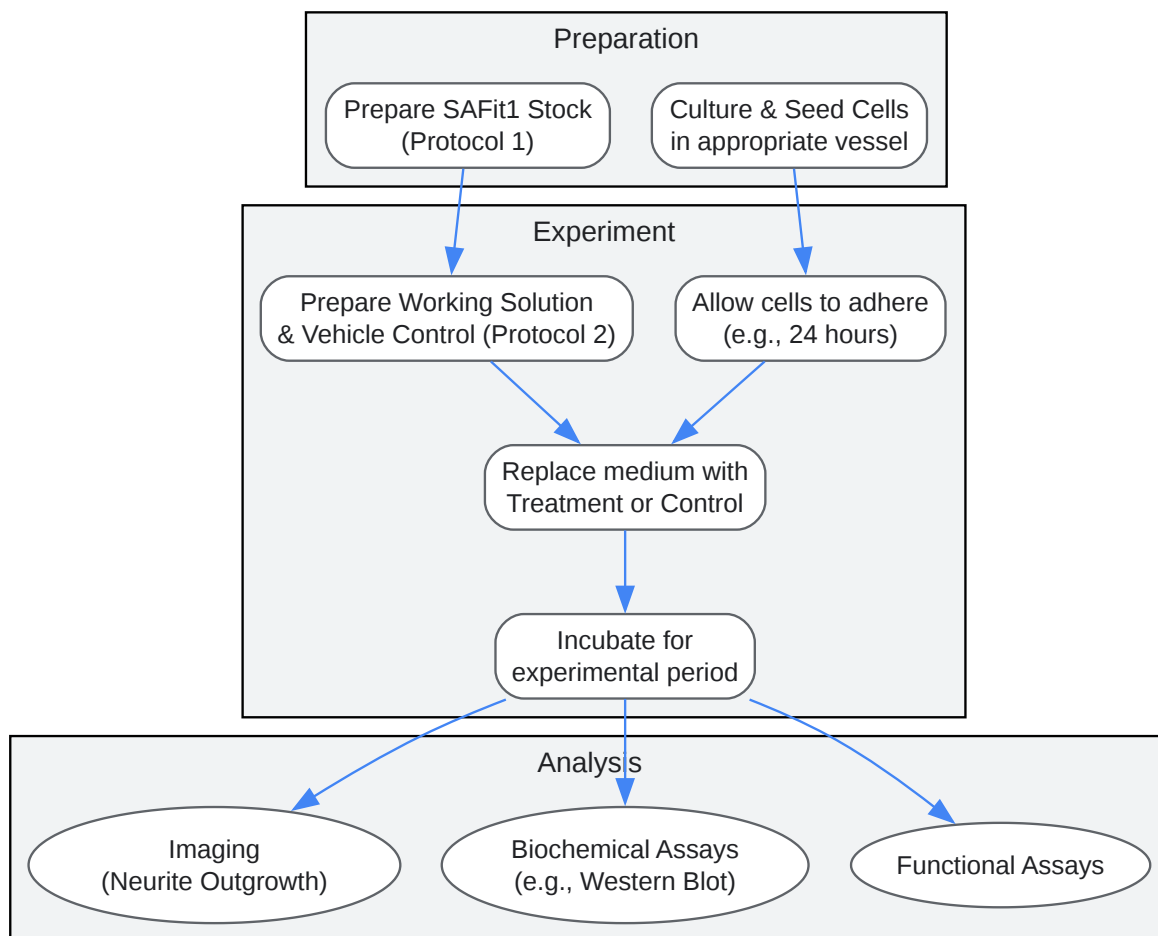 Preparation
Prepare SAFit1 Stock
(Protocol 1)
Culture & Seed Cells
in appropriate vessel
Experiment
Prepare Working Solution
& Vehicle Control (Protocol 2)
Allow cells to adhere
(e.g., 24 hours)
Replace medium with
Treatment or Control
Incubate for
experimental period
Analysis
Imaging
(Neurite Outgrowth)
Biochemical Assays
(e.g., Western Blot)
Functional Assays